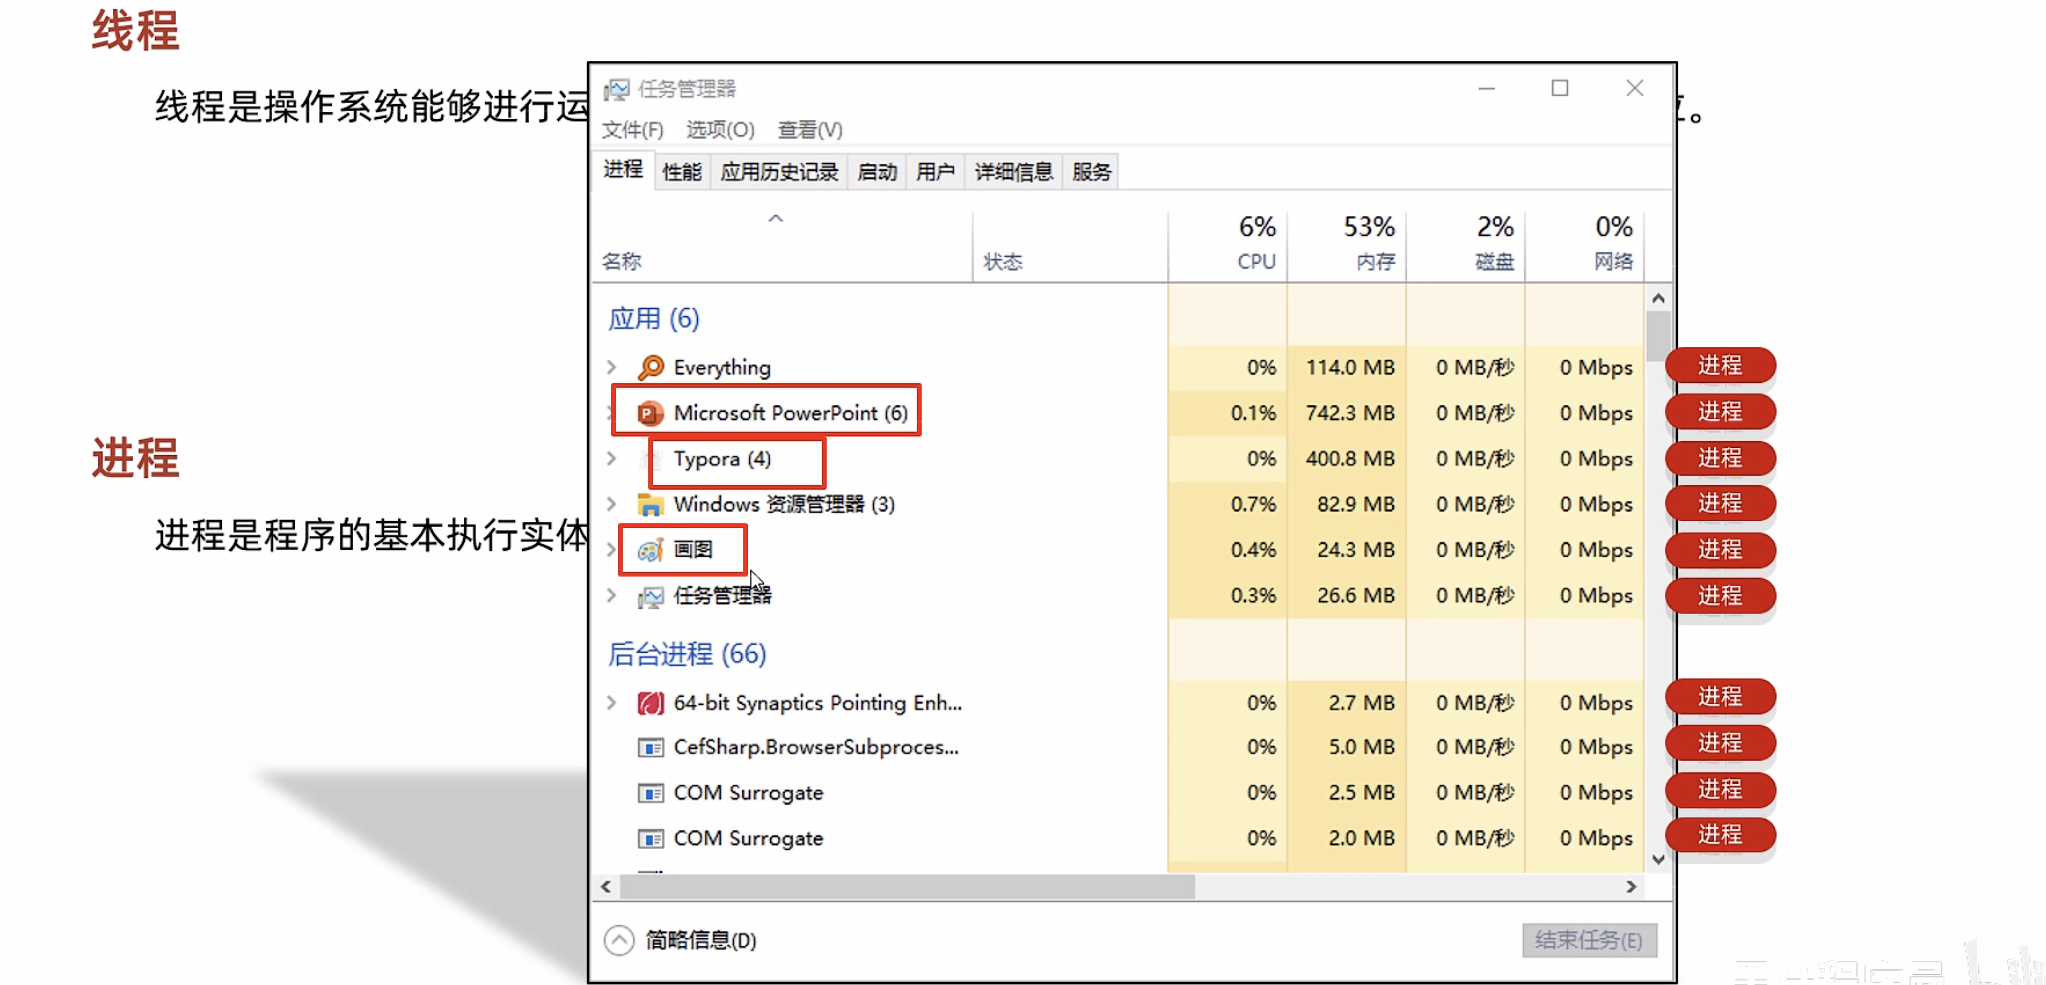 线程
线程是操作系统能够进行运
。
进程
进程是程序的基本执行实体
任务管理器
文件(F) 选项(O) 查看(V)
进程 性能 应用历史记录 启动 用户 详细信息 服务
6% 53% 2% 0%
名称 状态 CPU 内存 磁盘 网络
应用 (6)
Everything 0% 114.0 MB 0 MB/秒 0 Mbps 进程
Microsoft PowerPoint (6) 0.1% 742.3 MB 0 MB/秒 0 Mbps 进程
Typora (4) 0% 400.8 MB 0 MB/秒 0 Mbps 进程
Windows 资源管理器 (3) 0.7% 82.9 MB 0 MB/秒 0 Mbps 进程
画图 0.4% 24.3 MB 0 MB/秒 0 Mbps 进程
任务管理器 0.3% 26.6 MB 0 MB/秒 0 Mbps 进程
后台进程 (66)
64-bit Synaptics Pointing Enh... 0% 2.7 MB 0 MB/秒 0 Mbps 进程
CefSharp.BrowserSubproces... 0% 5.0 MB 0 MB/秒 0 Mbps 进程
COM Surrogate 0% 2.5 MB 0 MB/秒 0 Mbps 进程
COM Surrogate 0% 2.0 MB 0 MB/秒 0 Mbps 进程
简略信息(D) 结束任务(E)